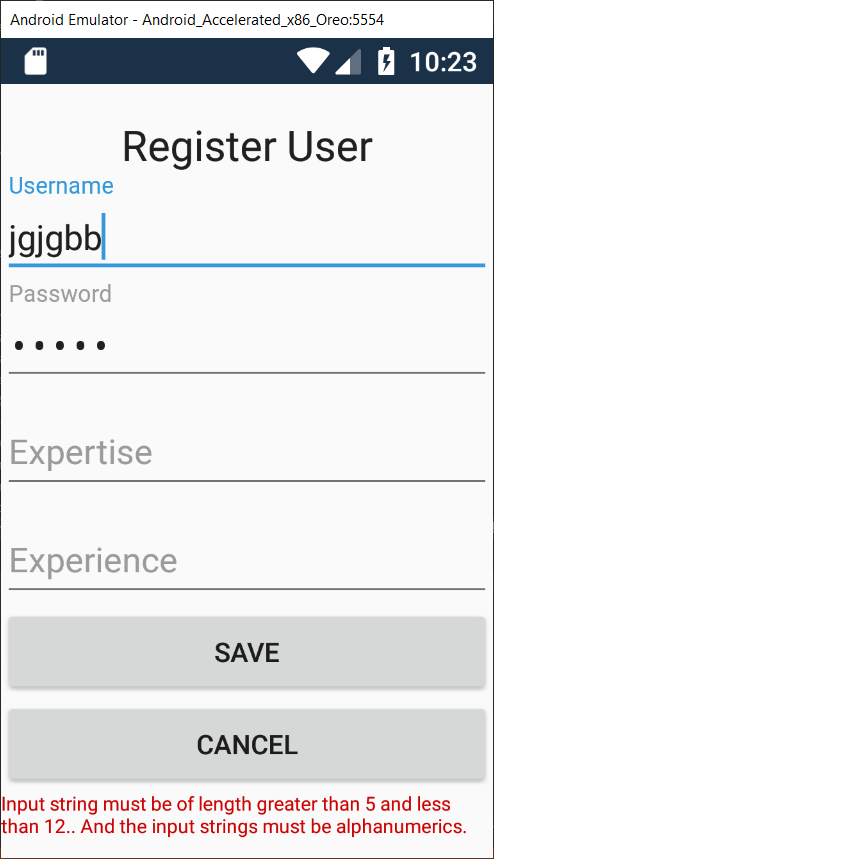 Android Emulator - Android_Accelerated_x86_Oreo:5554
10:23
Register User
Username
jgjgbb
Password
•••••
Expertise
Experience
SAVE
CANCEL
Input string must be of length greater than 5 and less
than 12.. And the input strings must be alphanumerics.